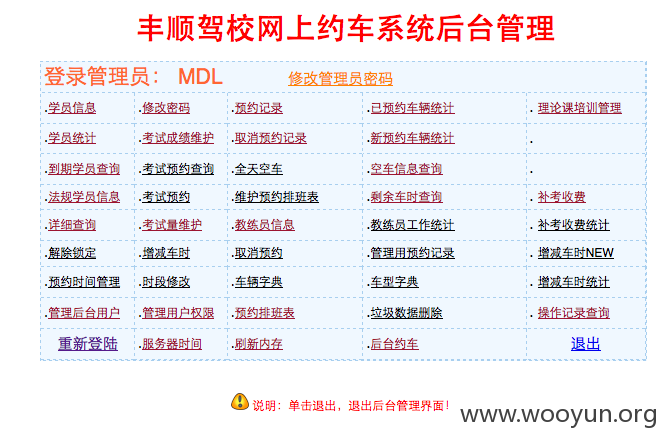 丰顺驾校网上约车系统后台管理
登录管理员： MDL 修改管理员密码
.学员信息 .修改密码 .预约记录 .已预约车辆统计 . 理论课培训管理
.学员统计 .考试成绩维护 .取消预约记录 .新预约车辆统计 .
.到期学员查询 .考试预约查询 .全天空车 .空车信息查询 .
.法规学员信息 .考试预约 .维护预约排班表 .剩余车时查询 . 补考收费
.详细查询 .考试量维护 .教练员信息 .教练员工作统计 . 补考收费统计
.解除锁定 .增减车时 .取消预约 .管理用预约记录 . 增减车时NEW
.预约时间管理 .时段修改 .车辆字典 .车型字典 . 增减车时统计
.管理后台用户 .管理用户权限 .预约排班表 .垃圾数据删除 . 操作记录查询
重新登陆 .服务器时间 .刷新内存 .后台约车 退出
说明：单击退出，退出后台管理界面！
www.wooyun.org